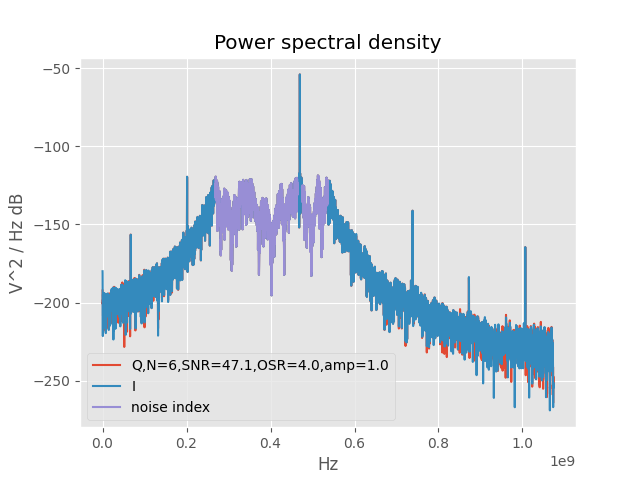 Power spectral density
V^2 / Hz dB
−50
−100
−150
−200
−250
Q,N=6,SNR=47.1,OSR=4.0,amp=1.0
I
noise index
0.0 0.2 0.4 0.6 0.8 1.0
1e9
Hz